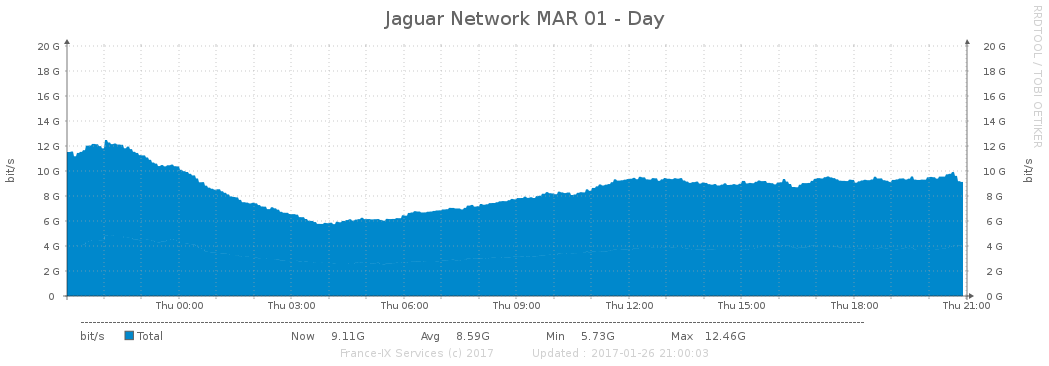 Jaguar Network MAR 01 - Day
RRDTOOL / TOBI OETIKER
20 G 20 G
18 G 18 G
16 G 16 G
14 G 14 G
12 G 12 G
10 G 10 G
8 G 8 G
6 G 6 G
4 G 4 G
2 G 2 G
0 0 G
bit/s
bit/s
Thu 00:00 Thu 03:00 Thu 06:00 Thu 09:00 Thu 12:00 Thu 15:00 Thu 18:00 Thu 21:00
bit/s Total Now 9.11G Avg 8.59G Min 5.73G Max 12.46G
France-IX Services (c) 2017 Updated : 2017-01-26 21:00:03